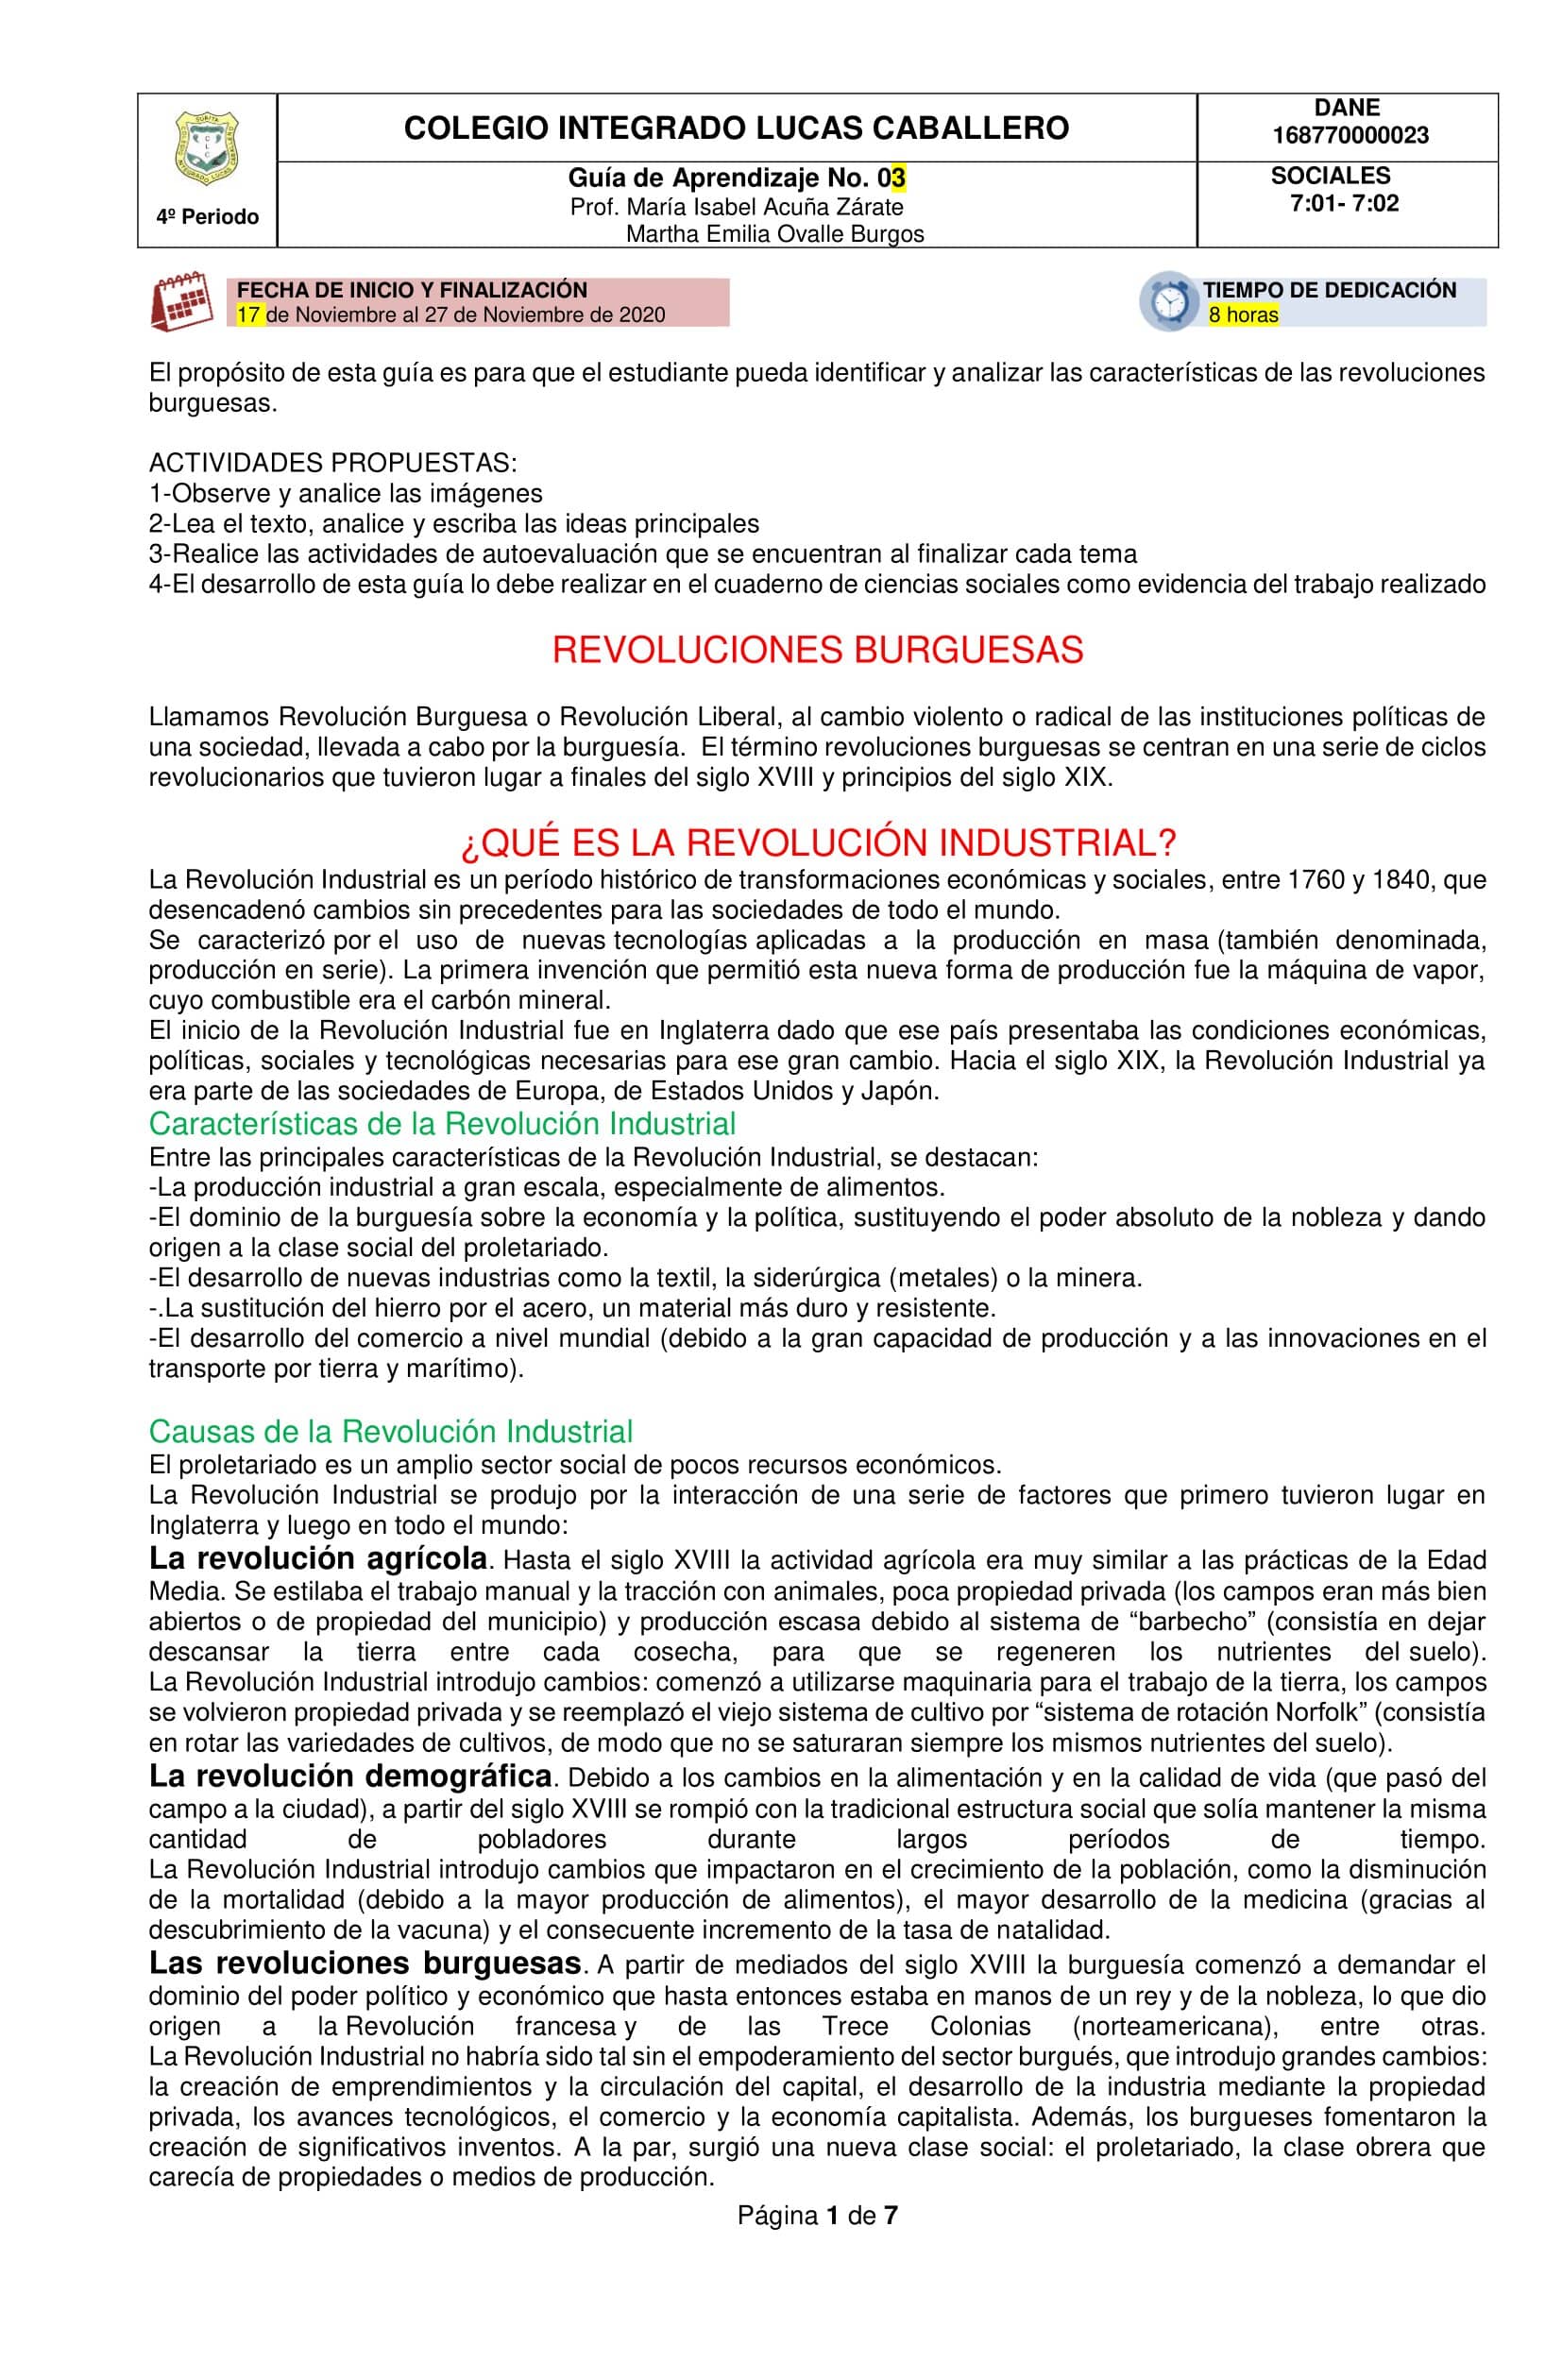 COLEGIO INTEGRADO LUCAS CABALLERO
DANE
168770000023
4º Periodo
Guía de Aprendizaje No. 03
Prof. María Isabel Acuña Zárate
Martha Emilia Ovalle Burgos
SOCIALES
7:01- 7:02
FECHA DE INICIO Y FINALIZACIÓN
17 de Noviembre al 27 de Noviembre de 2020
TIEMPO DE DEDICACIÓN
8 horas
El propósito de esta guía es para que el estudiante pueda identificar y analizar las características de las revoluciones
burguesas.
ACTIVIDADES PROPUESTAS:
1-Observe y analice las imágenes
2-Lea el texto, analice y escriba las ideas principales
3-Realice las actividades de autoevaluación que se encuentran al finalizar cada tema
4-El desarrollo de esta guía lo debe realizar en el cuaderno de ciencias sociales como evidencia del trabajo realizado
REVOLUCIONES BURGUESAS
Llamamos Revolución Burguesa o Revolución Liberal, al cambio violento o radical de las instituciones políticas de
una sociedad, llevada a cabo por la burguesía. El término revoluciones burguesas se centran en una serie de ciclos
revolucionarios que tuvieron lugar a finales del siglo XVIII y principios del siglo XIX.
¿QUÉ ES LA REVOLUCIÓN INDUSTRIAL?
La Revolución Industrial es un período histórico de transformaciones económicas y sociales, entre 1760 y 1840, que
desencadenó cambios sin precedentes para las sociedades de todo el mundo.
Se caracterizó por el uso de nuevas tecnologías aplicadas a la producción en masa (también denominada,
producción en serie). La primera invención que permitió esta nueva forma de producción fue la máquina de vapor,
cuyo combustible era el carbón mineral.
El inicio de la Revolución Industrial fue en Inglaterra dado que ese país presentaba las condiciones económicas,
políticas, sociales y tecnológicas necesarias para ese gran cambio. Hacia el siglo XIX, la Revolución Industrial ya
era parte de las sociedades de Europa, de Estados Unidos y Japón.
Características de la Revolución Industrial
Entre las principales características de la Revolución Industrial, se destacan:
-La producción industrial a gran escala, especialmente de alimentos.
-El dominio de la burguesía sobre la economía y la política, sustituyendo el poder absoluto de la nobleza y dando
origen a la clase social del proletariado.
-El desarrollo de nuevas industrias como la textil, la siderúrgica (metales) o la minera.
-.La sustitución del hierro por el acero, un material más duro y resistente.
-El desarrollo del comercio a nivel mundial (debido a la gran capacidad de producción y a las innovaciones en el
transporte por tierra y marítimo).
Causas de la Revolución Industrial
El proletariado es un amplio sector social de pocos recursos económicos.
La Revolución Industrial se produjo por la interacción de una serie de factores que primero tuvieron lugar en
Inglaterra y luego en todo el mundo:
La revolución agrícola. Hasta el siglo XVIII la actividad agrícola era muy similar a las prácticas de la Edad
Media. Se estilaba el trabajo manual y la tracción con animales, poca propiedad privada (los campos eran más bien
abiertos o de propiedad del municipio) y producción escasa debido al sistema de “barbecho” (consistía en dejar
descansar la tierra entre cada cosecha, para que se regeneren los nutrientes del suelo).
La Revolución Industrial introdujo cambios: comenzó a utilizarse maquinaria para el trabajo de la tierra, los campos
se volvieron propiedad privada y se reemplazó el viejo sistema de cultivo por “sistema de rotación Norfolk” (consistía
en rotar las variedades de cultivos, de modo que no se saturaran siempre los mismos nutrientes del suelo).
La revolución demográfica. Debido a los cambios en la alimentación y en la calidad de vida (que pasó del
campo a la ciudad), a partir del siglo XVIII se rompió con la tradicional estructura social que solía mantener la misma
cantidad de pobladores durante largos períodos de tiempo.
La Revolución Industrial introdujo cambios que impactaron en el crecimiento de la población, como la disminución
de la mortalidad (debido a la mayor producción de alimentos), el mayor desarrollo de la medicina (gracias al
descubrimiento de la vacuna) y el consecuente incremento de la tasa de natalidad.
Las revoluciones burguesas. A partir de mediados del siglo XVIII la burguesía comenzó a demandar el
dominio del poder político y económico que hasta entonces estaba en manos de un rey y de la nobleza, lo que dio
origen a la Revolución francesa y de las Trece Colonias (norteamericana), entre otras.
La Revolución Industrial no habría sido tal sin el empoderamiento del sector burgués, que introdujo grandes cambios:
la creación de emprendimientos y la circulación del capital, el desarrollo de la industria mediante la propiedad
privada, los avances tecnológicos, el comercio y la economía capitalista. Además, los burgueses fomentaron la
creación de significativos inventos. A la par, surgió una nueva clase social: el proletariado, la clase obrera que
carecía de propiedades o medios de producción.
Página 1 de 7